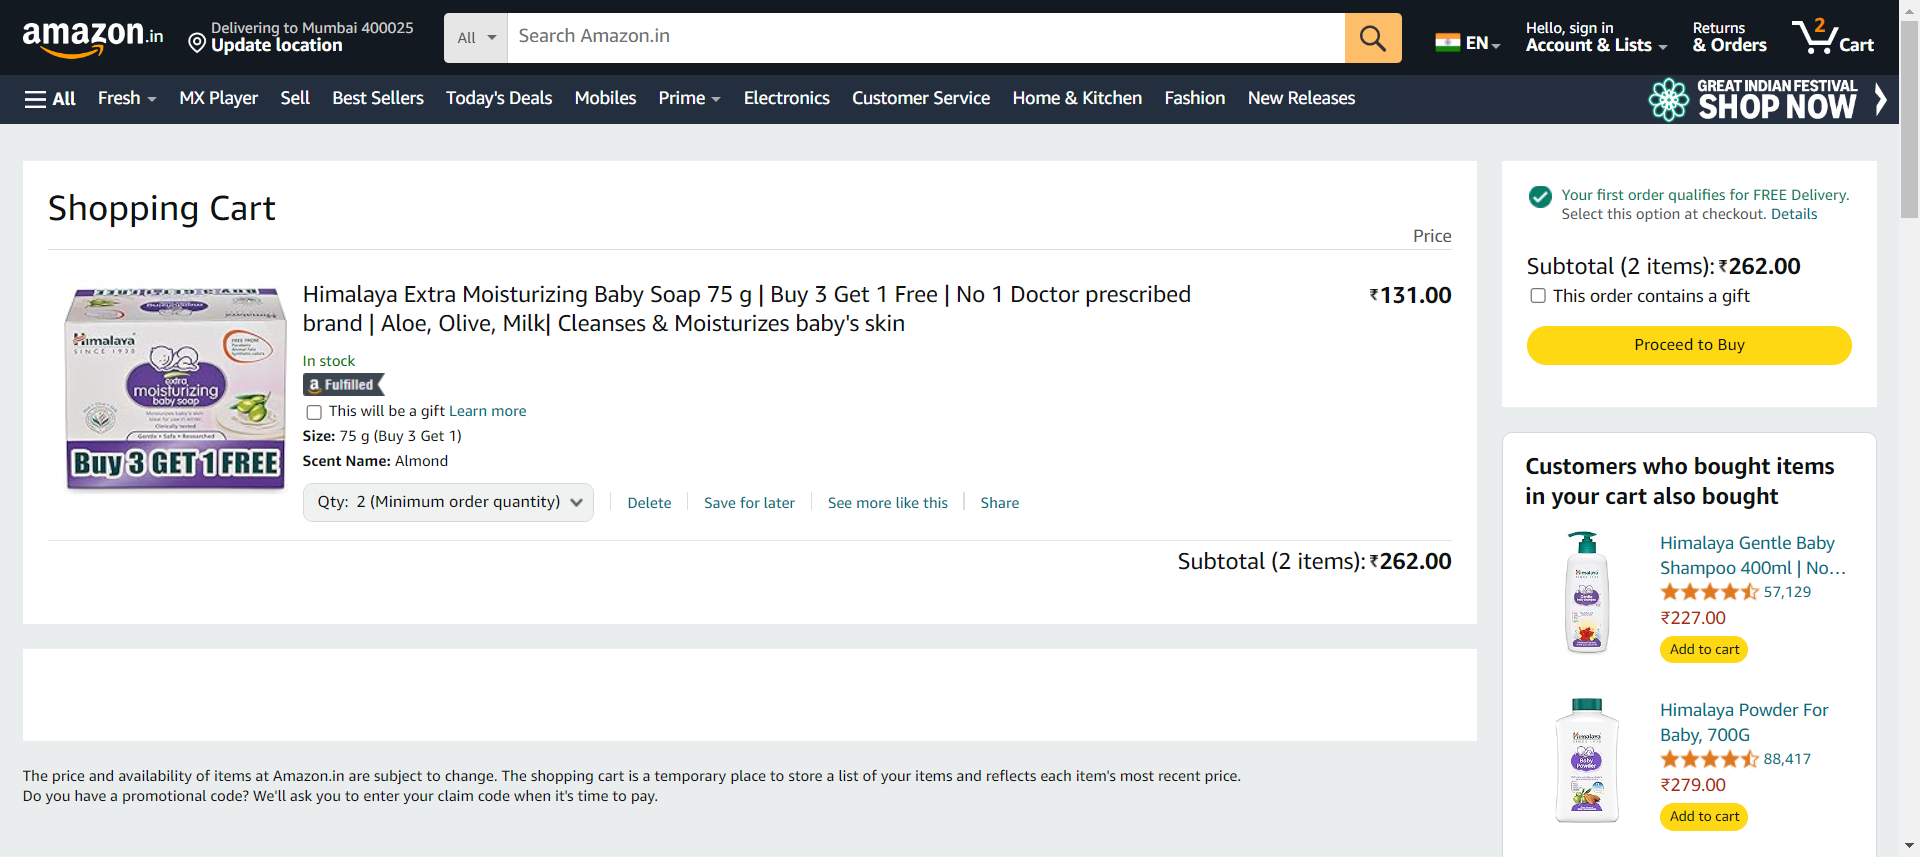 amazon.in
Delivering to Mumbai 400025
Update location
All
Search Amazon.in
EN
Hello, sign in
Account & Lists
Returns
& Orders
2
Cart
All
Fresh
MX Player
Sell
Best Sellers
Today's Deals
Mobiles
Prime
Electronics
Customer Service
Home & Kitchen
Fashion
New Releases
GREAT INDIAN FESTIVAL
SHOP NOW
Shopping Cart
Price
Himalaya
SINCE 1930
FREE FROM
extra
moisturizing
baby soap
Clinically tested
Gentle • Safe • Researched
Buy 3 GET 1 FREE
Himalaya Extra Moisturizing Baby Soap 75 g | Buy 3 Get 1 Free | No 1 Doctor prescribed
brand | Aloe, Olive, Milk| Cleanses & Moisturizes baby's skin
₹131.00
In stock
a Fulfilled
This will be a gift Learn more
Size: 75 g (Buy 3 Get 1)
Scent Name: Almond
Qty: 2 (Minimum order quantity)
Delete
Save for later
See more like this
Share
Subtotal (2 items): ₹262.00
The price and availability of items at Amazon.in are subject to change. The shopping cart is a temporary place to store a list of your items and reflects each item's most recent price.
Do you have a promotional code? We'll ask you to enter your claim code when it's time to pay.
Your first order qualifies for FREE Delivery.
Select this option at checkout. Details
Subtotal (2 items): ₹262.00
This order contains a gift
Proceed to Buy
Customers who bought items
in your cart also bought
Himalaya
Himalaya Gentle Baby
Shampoo 400ml | No…
57,129
₹227.00
Add to cart
Himalaya
Baby
Powder
Himalaya Powder For
Baby, 700G
88,417
₹279.00
Add to cart